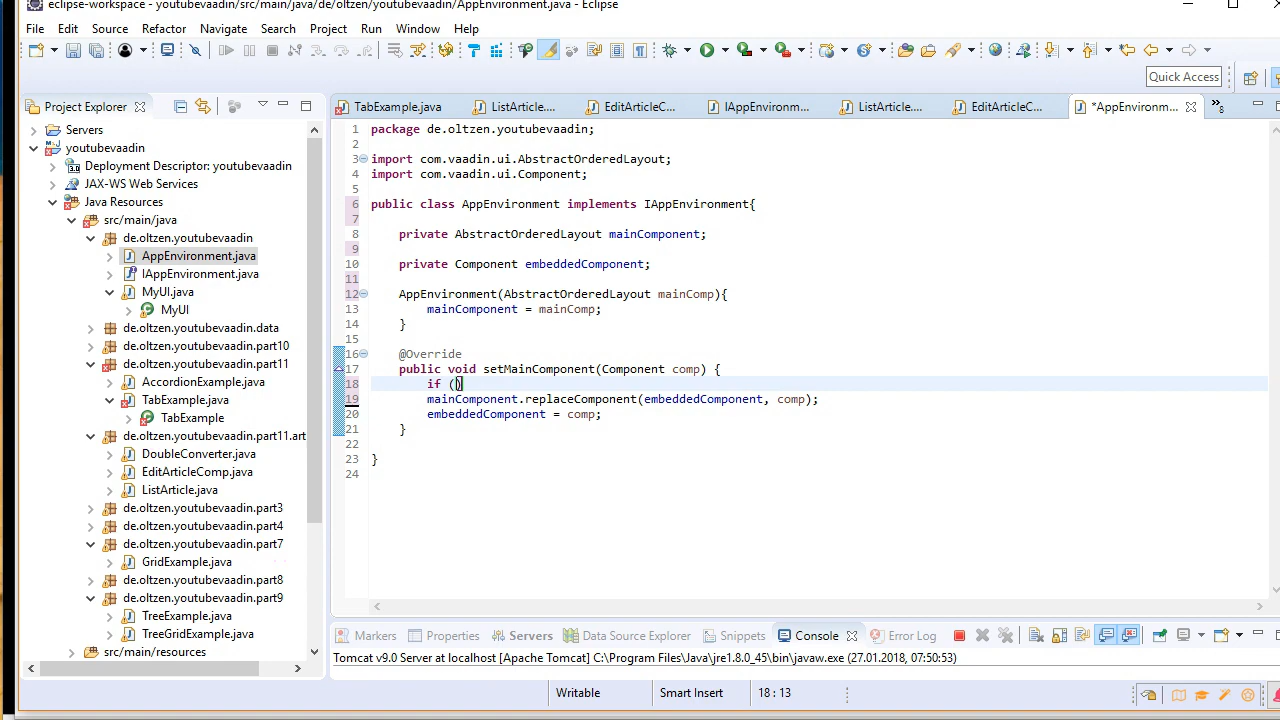 eclipse-workspace - youtubevaadin/src/main/java/de/oltzen/youtubevaadin/AppEnvironment.java - Eclipse
File Edit Source Refactor Navigate Search Project Run Window Help
Quick Access
Project Explorer
TabExample.java ListArticle.... EditArticleC... IAppEnvironm... ListArticle.... EditArticleC... *AppEnvironm...
Servers
youtubevaadin
Deployment Descriptor: youtubevaadin
JAX-WS Web Services
Java Resources
src/main/java
de.oltzen.youtubevaadin
AppEnvironment.java
IAppEnvironment.java
MyUI.java
MyUI
de.oltzen.youtubevaadin.data
de.oltzen.youtubevaadin.part10
de.oltzen.youtubevaadin.part11
AccordionExample.java
TabExample.java
TabExample
de.oltzen.youtubevaadin.part11.art
DoubleConverter.java
EditArticleComp.java
ListArticle.java
de.oltzen.youtubevaadin.part3
de.oltzen.youtubevaadin.part4
de.oltzen.youtubevaadin.part7
GridExample.java
de.oltzen.youtubevaadin.part8
de.oltzen.youtubevaadin.part9
TreeExample.java
TreeGridExample.java
src/main/resources
1 package de.oltzen.youtubevaadin;
2
3 import com.vaadin.ui.AbstractOrderedLayout;
4 import com.vaadin.ui.Component;
5
6 public class AppEnvironment implements IAppEnvironment{
7
8 private AbstractOrderedLayout mainComponent;
9
10 private Component embeddedComponent;
11
12 AppEnvironment(AbstractOrderedLayout mainComp){
13 mainComponent = mainComp;
14 }
15
16 @Override
17 public void setMainComponent(Component comp) {
18 if ()
19 mainComponent.replaceComponent(embeddedComponent, comp);
20 embeddedComponent = comp;
21 }
22
23 }
24
Markers Properties Servers Data Source Explorer Snippets Console Error Log
Tomcat v9.0 Server at localhost [Apache Tomcat] C:\Program Files\Java\jre1.8.0_45\bin\javaw.exe (27.01.2018, 07:50:53)
Writable Smart Insert 18 : 13